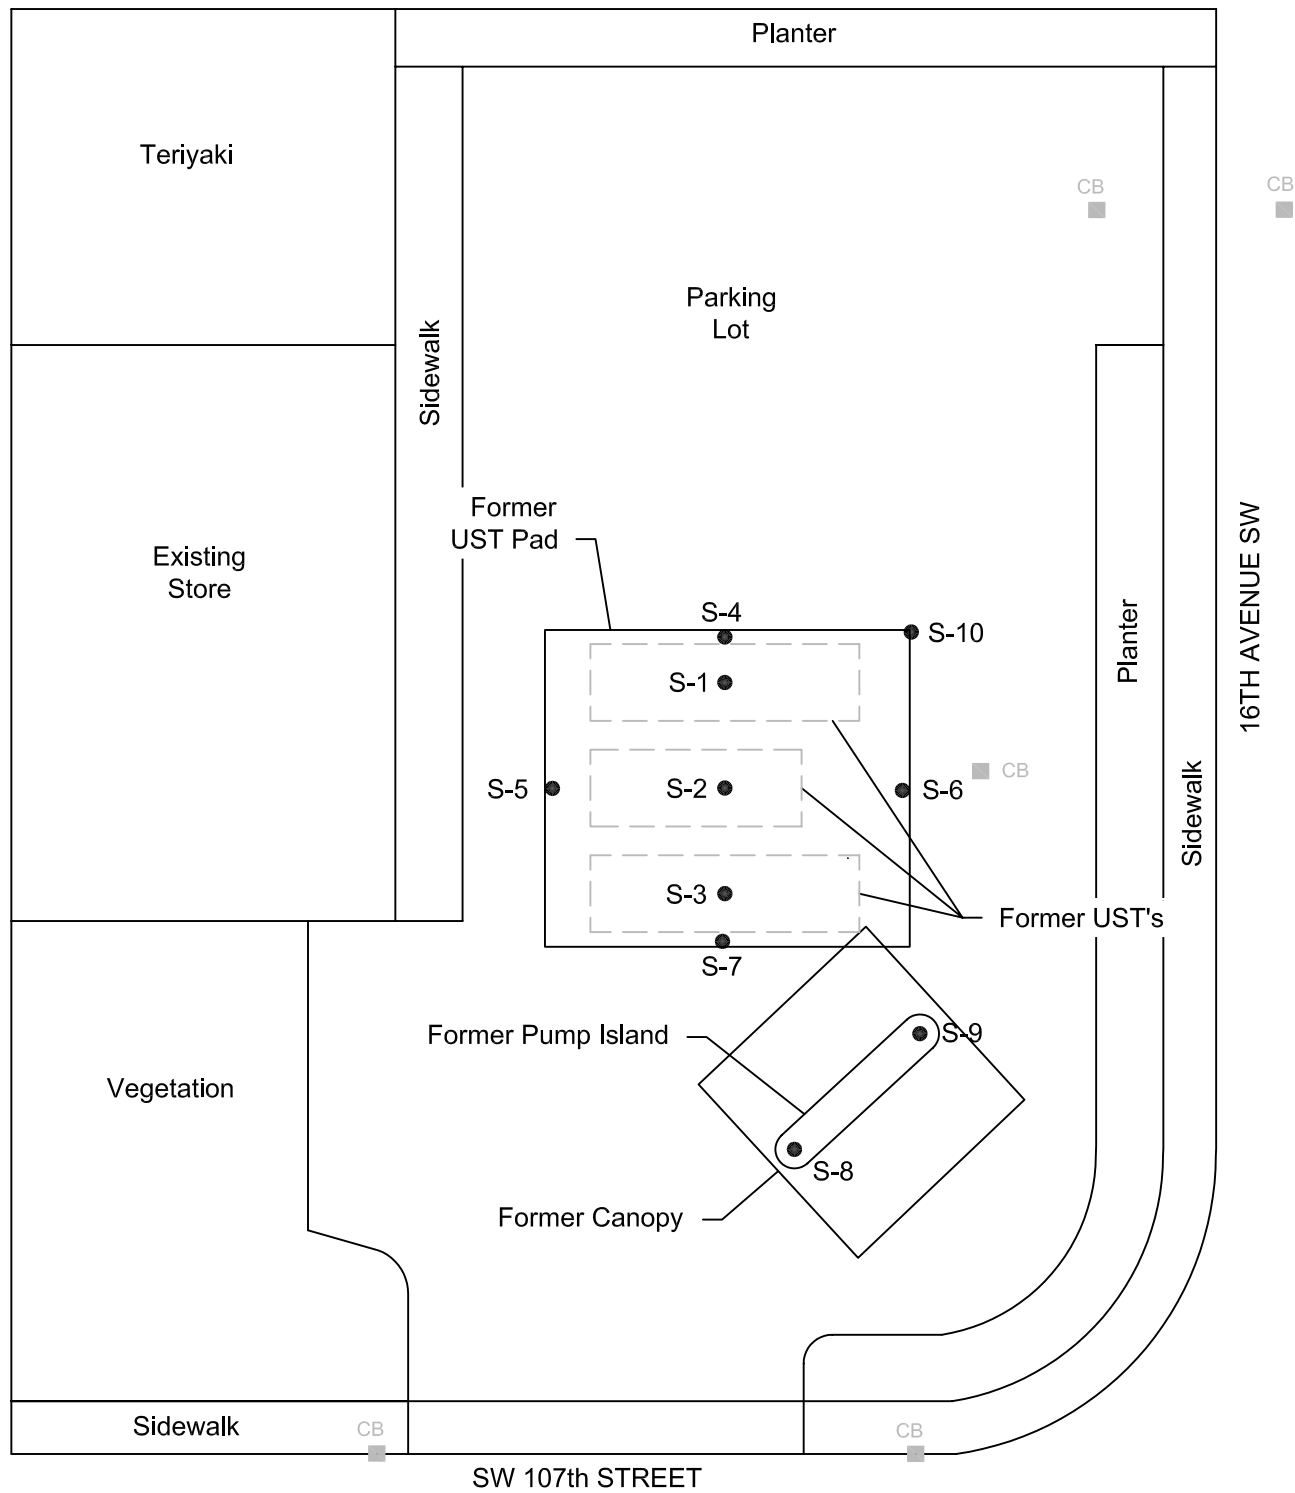 Planter
Teriyaki
CB
CB
Parking
Lot
Sidewalk
Former
UST Pad
Existing
Store
16TH AVENUE SW
Planter
S-4
S-10
S-1
S-5
S-2
S-6
CB
Sidewalk
S-3
Former UST's
S-7
Former Pump Island
S-9
Vegetation
S-8
Former Canopy
Sidewalk
CB
CB
SW 107th STREET